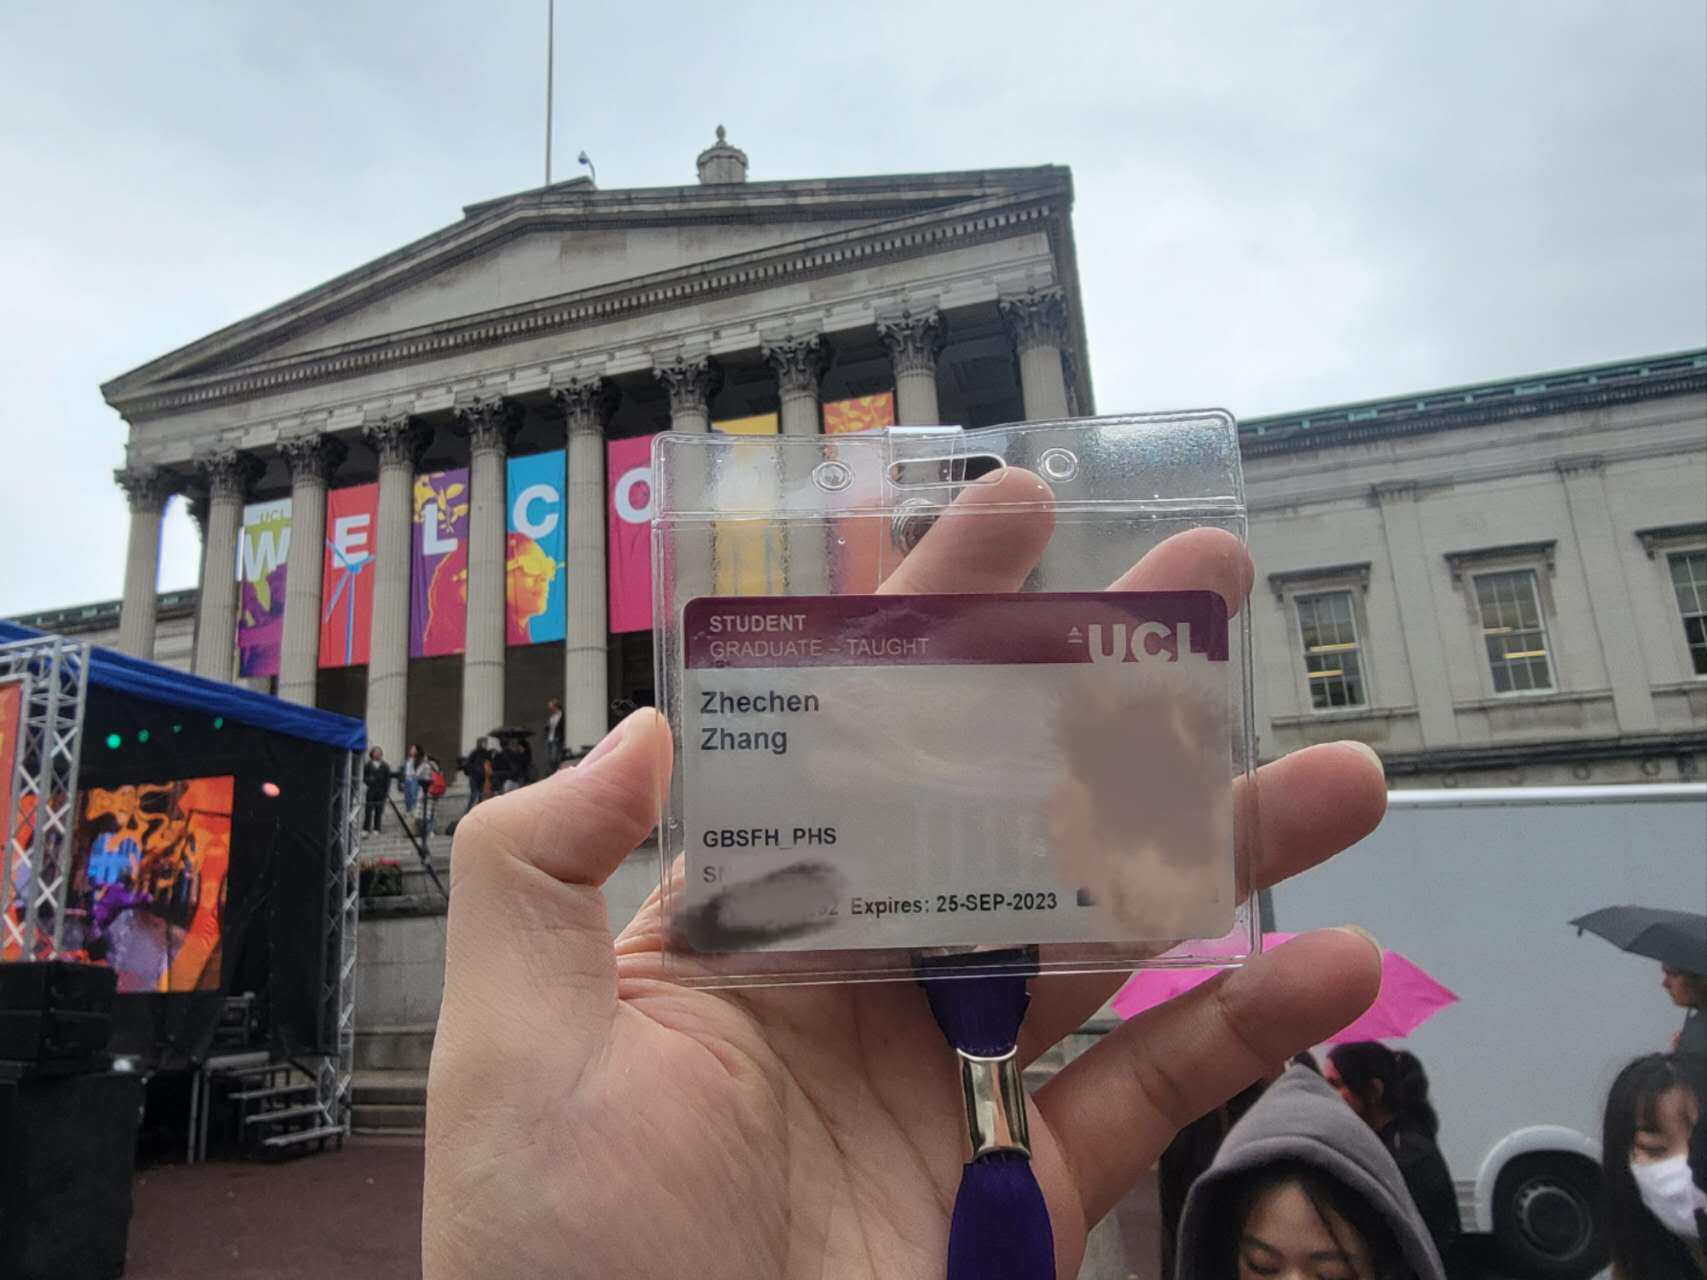 UCL
W E L C O
STUDENT
GRADUATE – TAUGHT
UCL
Zhechen
Zhang
GBSFH_PHS
Expires: 25-SEP-2023